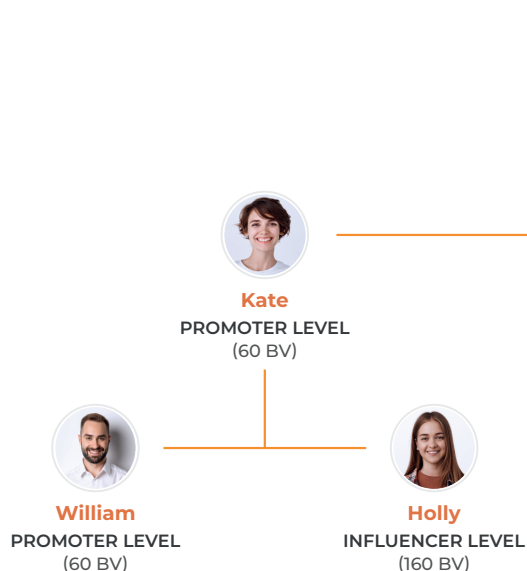 Kate
PROMOTER LEVEL
(60 BV)
William
PROMOTER LEVEL
(60 BV)
Holly
INFLUENCER LEVEL
(160 BV)